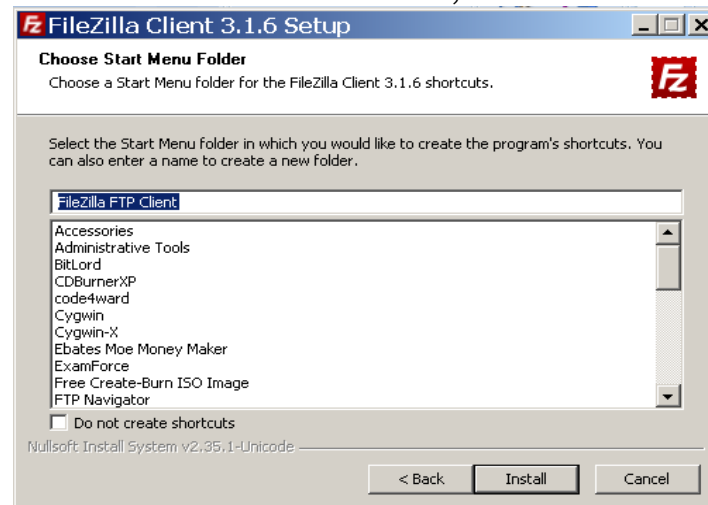 FileZilla Client 3.1.6 Setup
Choose Start Menu Folder
Choose a Start Menu folder for the FileZilla Client 3.1.6 shortcuts.
Fz
Select the Start Menu folder in which you would like to create the program's shortcuts. You
can also enter a name to create a new folder.
FileZilla FTP Client
Accessories
Administrative Tools
BitLord
CDBurnerXP
code4ward
Cygwin
Cygwin-X
Ebates Moe Money Maker
ExamForce
Free Create-Burn ISO Image
FTP Navigator
Do not create shortcuts
Nullsoft Install System v2.35.1-Unicode
< Back Install Cancel